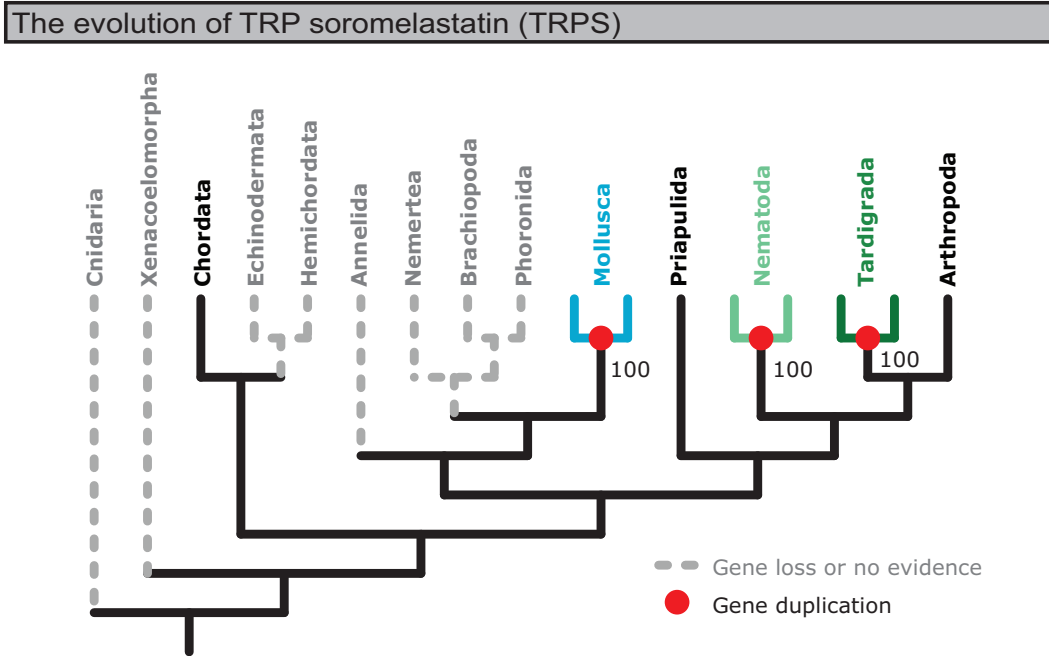 The evolution of TRP soromelastatin (TRPS)
Cnidaria
Xenacoelomorpha
Chordata
Echinodermata
Hemichordata
Annelida
Nemertea
Brachiopoda
Phoronida
Mollusca
Priapulida
Nematoda
Tardigrada
Arthropoda
100
100
100
Gene loss or no evidence
Gene duplication